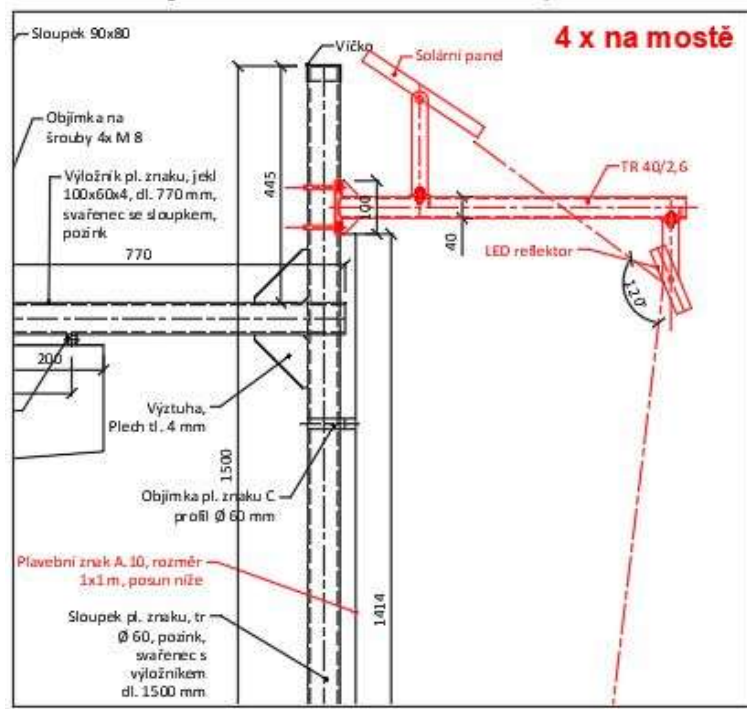 Sloupek 90x80
Víčko
4 x na mostě
Solární panel
Objímka na
šrouby 4x M 8
Výložník pl. znaku, jekl
100x60x4, dl. 770 mm,
svařenec se sloupkem,
pozink
445
100
TR 40/2,6
40
770
LED reflektor
120
200
Výztuha,
Plech tl. 4 mm
1500
Objímka pl. znaku C
profil Ø 60 mm
Plavební znak A.10, rozměr
1x1 m, posun níže
1414
Sloupek pl. znaku, tr
Ø 60, pozink,
svařenec s
výložníkem
dl. 1500 mm